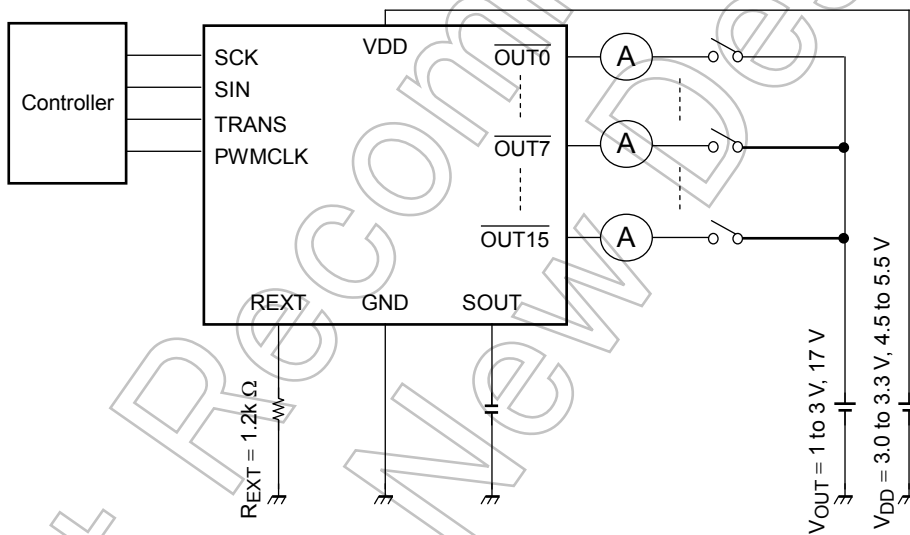 Controller
SCK
SIN
TRANS
PWMCLK
VDD
OUT0
OUT7
OUT15
A
A
A
REXT
GND
SOUT
REXT = 1.2k Ω
VOUT = 1 to 3 V, 17 V
VDD = 3.0 to 3.3 V, 4.5 to 5.5 V